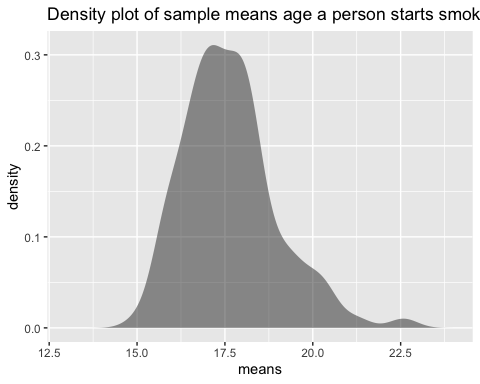 Density plot of sample means age a person starts smok
0.3
0.2
0.1
0.0
density
12.5 15.0 17.5 20.0 22.5
means